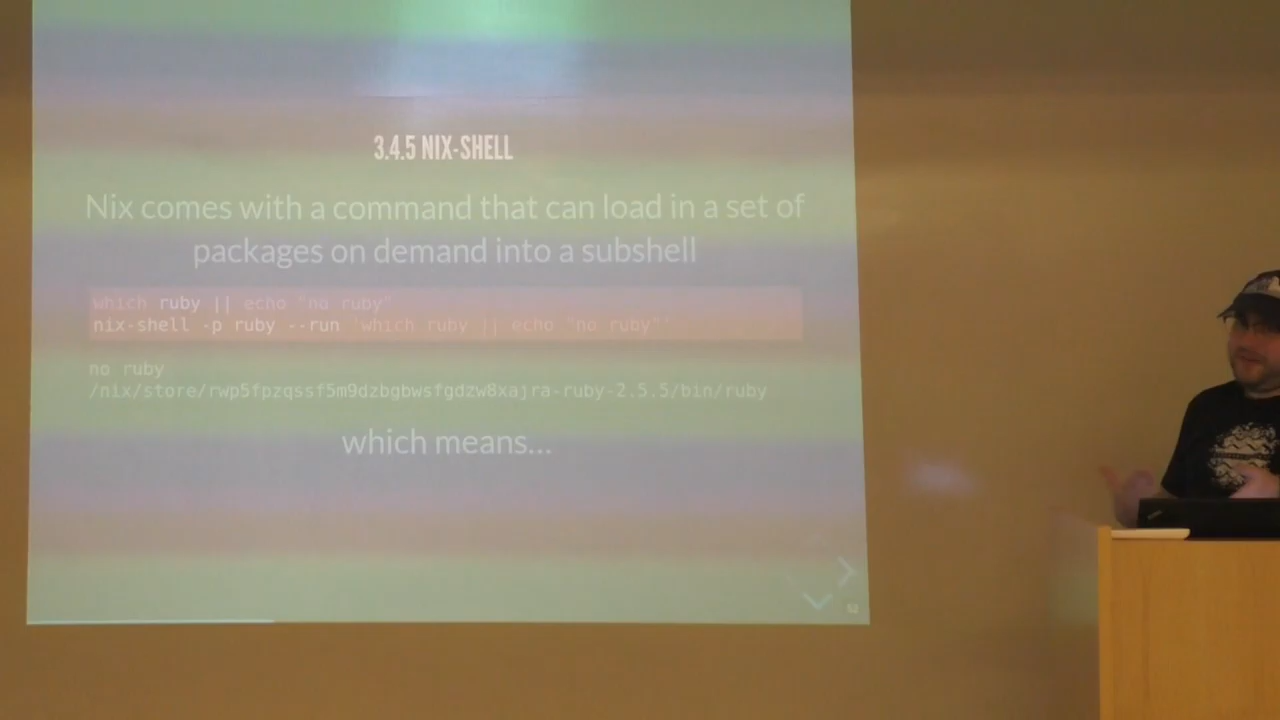 3.4.5 NIX-SHELL
Nix comes with a command that can load in a set of
packages on demand into a subshell
which ruby || echo "no ruby"
nix-shell -p ruby --run 'which ruby || echo "no ruby"'
no ruby
/nix/store/rwp5fpzqssf5m9dzbgbwsfgdzw8xajra-ruby-2.5.5/bin/ruby
which means...